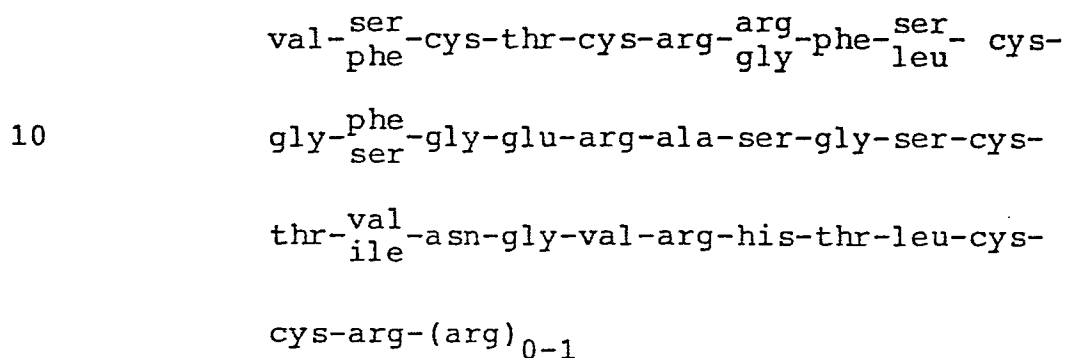 val-ser/phe-cys-thr-cys-arg-arg/gly-phe-ser/leu- cys-
10 gly-phe/ser-gly-glu-arg-ala-ser-gly-ser-cys-
thr-val/ile-asn-gly-val-arg-his-thr-leu-cys-
cys-arg-(arg)0-1